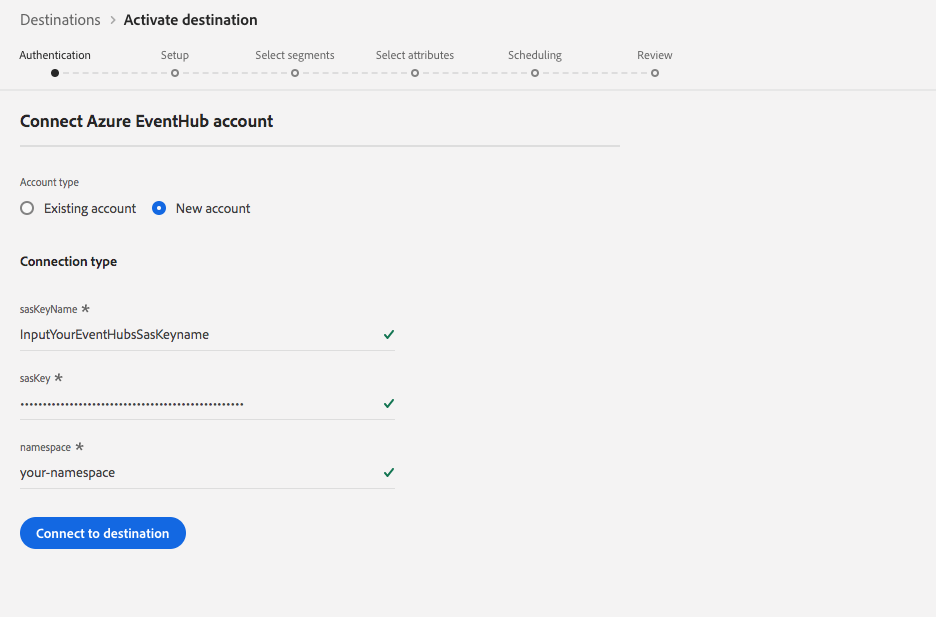 Destinations > Activate destination
Authentication Setup Select segments Select attributes Scheduling Review
Connect Azure EventHub account
Account type
Existing account New account
Connection type
sasKeyName *
InputYourEventHubsSasKeyname
sasKey *
••••••••••••••••••••••••••••••••••••••••••••••••••
namespace *
your-namespace
Connect to destination